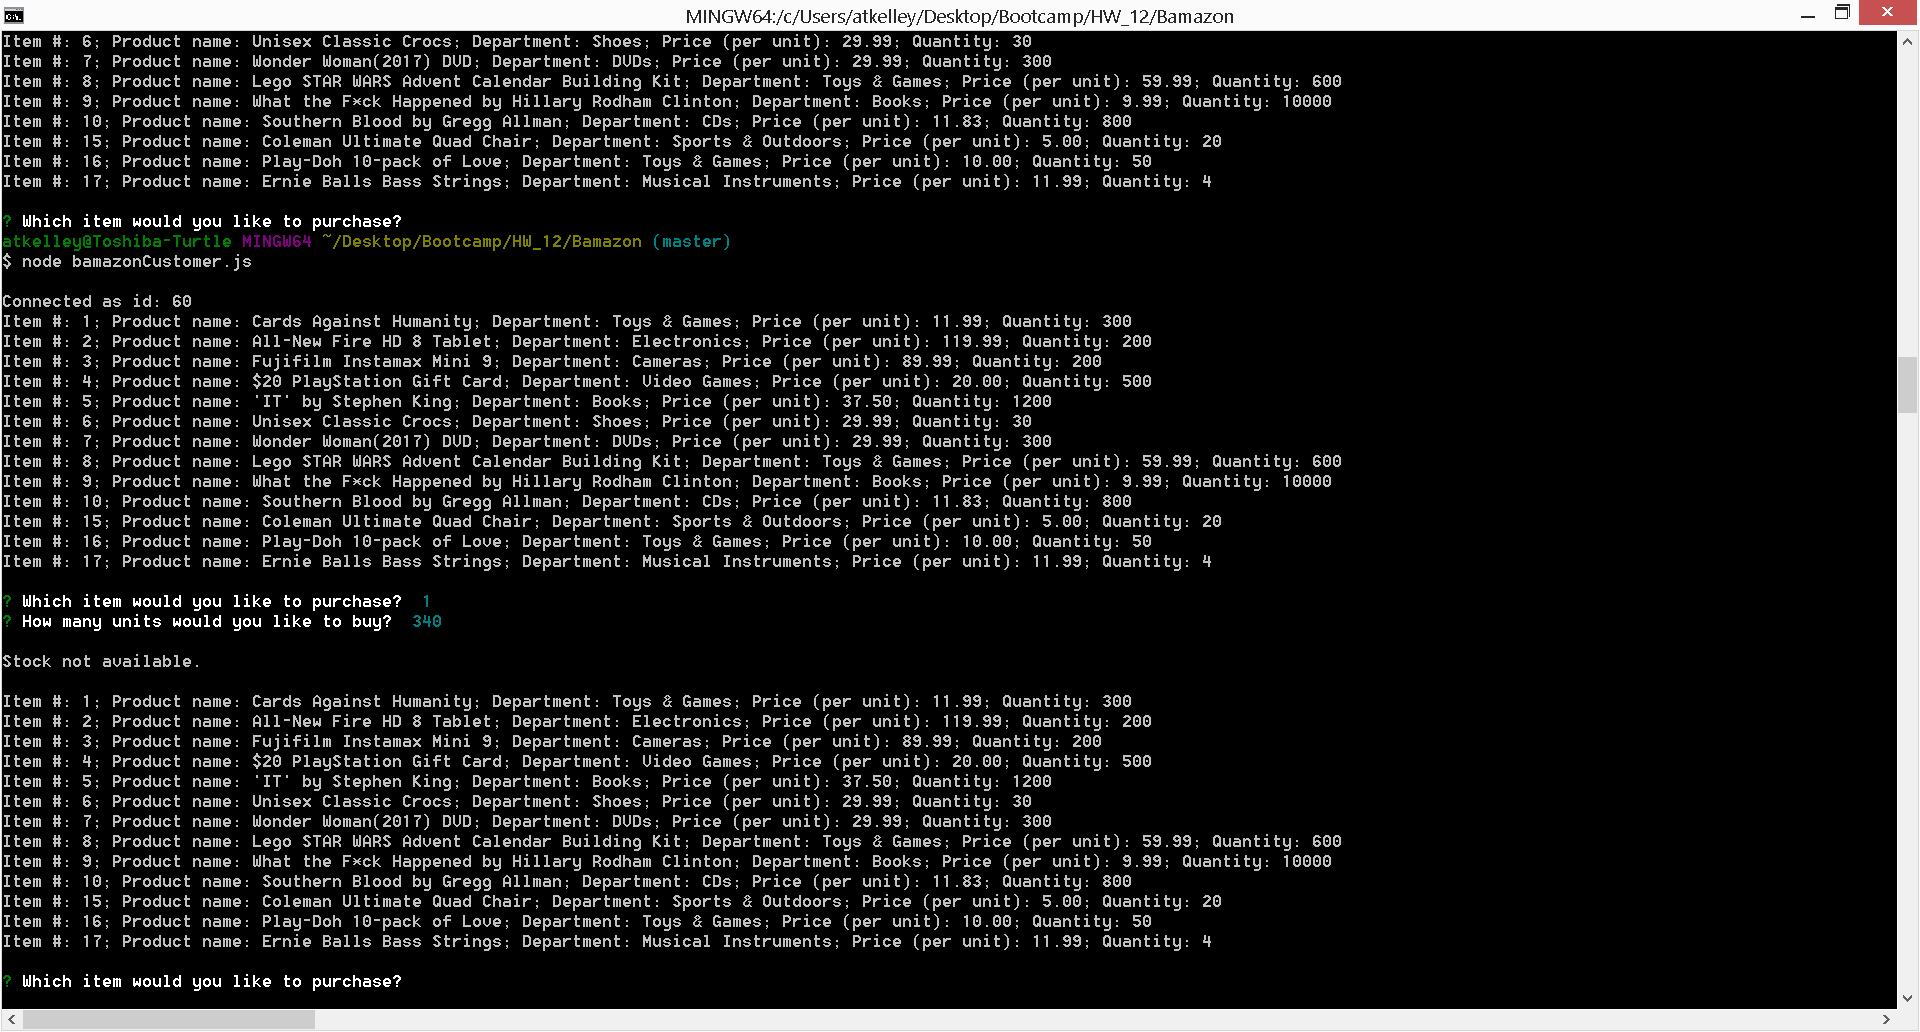 MINGW64:/c/Users/atkelley/Desktop/Bootcamp/HW_12/Bamazon
Item #: 6; Product name: Unisex Classic Crocs; Department: Shoes; Price (per unit): 29.99; Quantity: 30
Item #: 7; Product name: Wonder Woman(2017) DVD; Department: DVDs; Price (per unit): 29.99; Quantity: 300
Item #: 8; Product name: Lego STAR WARS Advent Calendar Building Kit; Department: Toys & Games; Price (per unit): 59.99; Quantity: 600
Item #: 9; Product name: What the F*ck Happened by Hillary Rodham Clinton; Department: Books; Price (per unit): 9.99; Quantity: 10000
Item #: 10; Product name: Southern Blood by Gregg Allman; Department: CDs; Price (per unit): 11.83; Quantity: 800
Item #: 15; Product name: Coleman Ultimate Quad Chair; Department: Sports & Outdoors; Price (per unit): 5.00; Quantity: 20
Item #: 16; Product name: Play-Doh 10-pack of Love; Department: Toys & Games; Price (per unit): 10.00; Quantity: 50
Item #: 17; Product name: Ernie Balls Bass Strings; Department: Musical Instruments; Price (per unit): 11.99; Quantity: 4
? Which item would you like to purchase?
atkelley@Toshiba-Turtle MINGW64 ~/Desktop/Bootcamp/HW_12/Bamazon (master)
$ node bamazonCustomer.js
Connected as id: 60
Item #: 1; Product name: Cards Against Humanity; Department: Toys & Games; Price (per unit): 11.99; Quantity: 300
Item #: 2; Product name: All-New Fire HD 8 Tablet; Department: Electronics; Price (per unit): 119.99; Quantity: 200
Item #: 3; Product name: Fujifilm Instamax Mini 9; Department: Cameras; Price (per unit): 89.99; Quantity: 200
Item #: 4; Product name: $20 PlayStation Gift Card; Department: Video Games; Price (per unit): 20.00; Quantity: 500
Item #: 5; Product name: 'IT' by Stephen King; Department: Books; Price (per unit): 37.50; Quantity: 1200
Item #: 6; Product name: Unisex Classic Crocs; Department: Shoes; Price (per unit): 29.99; Quantity: 30
Item #: 7; Product name: Wonder Woman(2017) DVD; Department: DVDs; Price (per unit): 29.99; Quantity: 300
Item #: 8; Product name: Lego STAR WARS Advent Calendar Building Kit; Department: Toys & Games; Price (per unit): 59.99; Quantity: 600
Item #: 9; Product name: What the F*ck Happened by Hillary Rodham Clinton; Department: Books; Price (per unit): 9.99; Quantity: 10000
Item #: 10; Product name: Southern Blood by Gregg Allman; Department: CDs; Price (per unit): 11.83; Quantity: 800
Item #: 15; Product name: Coleman Ultimate Quad Chair; Department: Sports & Outdoors; Price (per unit): 5.00; Quantity: 20
Item #: 16; Product name: Play-Doh 10-pack of Love; Department: Toys & Games; Price (per unit): 10.00; Quantity: 50
Item #: 17; Product name: Ernie Balls Bass Strings; Department: Musical Instruments; Price (per unit): 11.99; Quantity: 4
? Which item would you like to purchase? 1
? How many units would you like to buy? 340
Stock not available.
Item #: 1; Product name: Cards Against Humanity; Department: Toys & Games; Price (per unit): 11.99; Quantity: 300
Item #: 2; Product name: All-New Fire HD 8 Tablet; Department: Electronics; Price (per unit): 119.99; Quantity: 200
Item #: 3; Product name: Fujifilm Instamax Mini 9; Department: Cameras; Price (per unit): 89.99; Quantity: 200
Item #: 4; Product name: $20 PlayStation Gift Card; Department: Video Games; Price (per unit): 20.00; Quantity: 500
Item #: 5; Product name: 'IT' by Stephen King; Department: Books; Price (per unit): 37.50; Quantity: 1200
Item #: 6; Product name: Unisex Classic Crocs; Department: Shoes; Price (per unit): 29.99; Quantity: 30
Item #: 7; Product name: Wonder Woman(2017) DVD; Department: DVDs; Price (per unit): 29.99; Quantity: 300
Item #: 8; Product name: Lego STAR WARS Advent Calendar Building Kit; Department: Toys & Games; Price (per unit): 59.99; Quantity: 600
Item #: 9; Product name: What the F*ck Happened by Hillary Rodham Clinton; Department: Books; Price (per unit): 9.99; Quantity: 10000
Item #: 10; Product name: Southern Blood by Gregg Allman; Department: CDs; Price (per unit): 11.83; Quantity: 800
Item #: 15; Product name: Coleman Ultimate Quad Chair; Department: Sports & Outdoors; Price (per unit): 5.00; Quantity: 20
Item #: 16; Product name: Play-Doh 10-pack of Love; Department: Toys & Games; Price (per unit): 10.00; Quantity: 50
Item #: 17; Product name: Ernie Balls Bass Strings; Department: Musical Instruments; Price (per unit): 11.99; Quantity: 4
? Which item would you like to purchase?